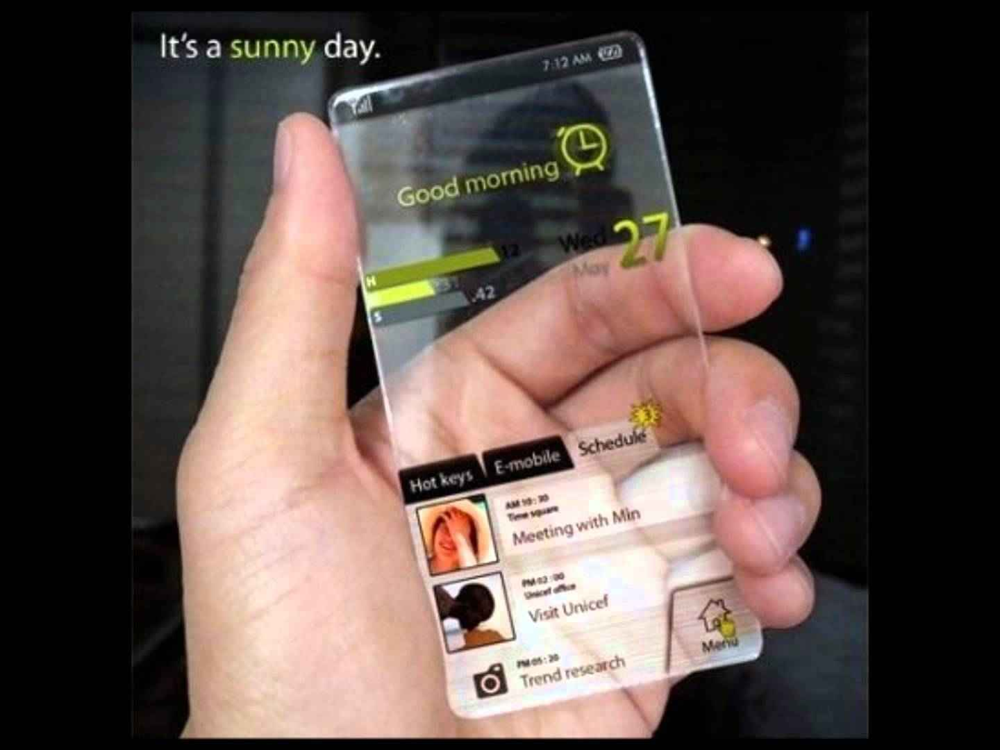 It's a sunny day.
7:12 AM
Good morning
Wed 27
May
H 12
S .42
3
Hot keys E-mobile Schedule
AM 10:30
Time square
Meeting with Min
PM 02:00
Unicef office
Visit Unicef
PM 05:20
Trend research
Menu